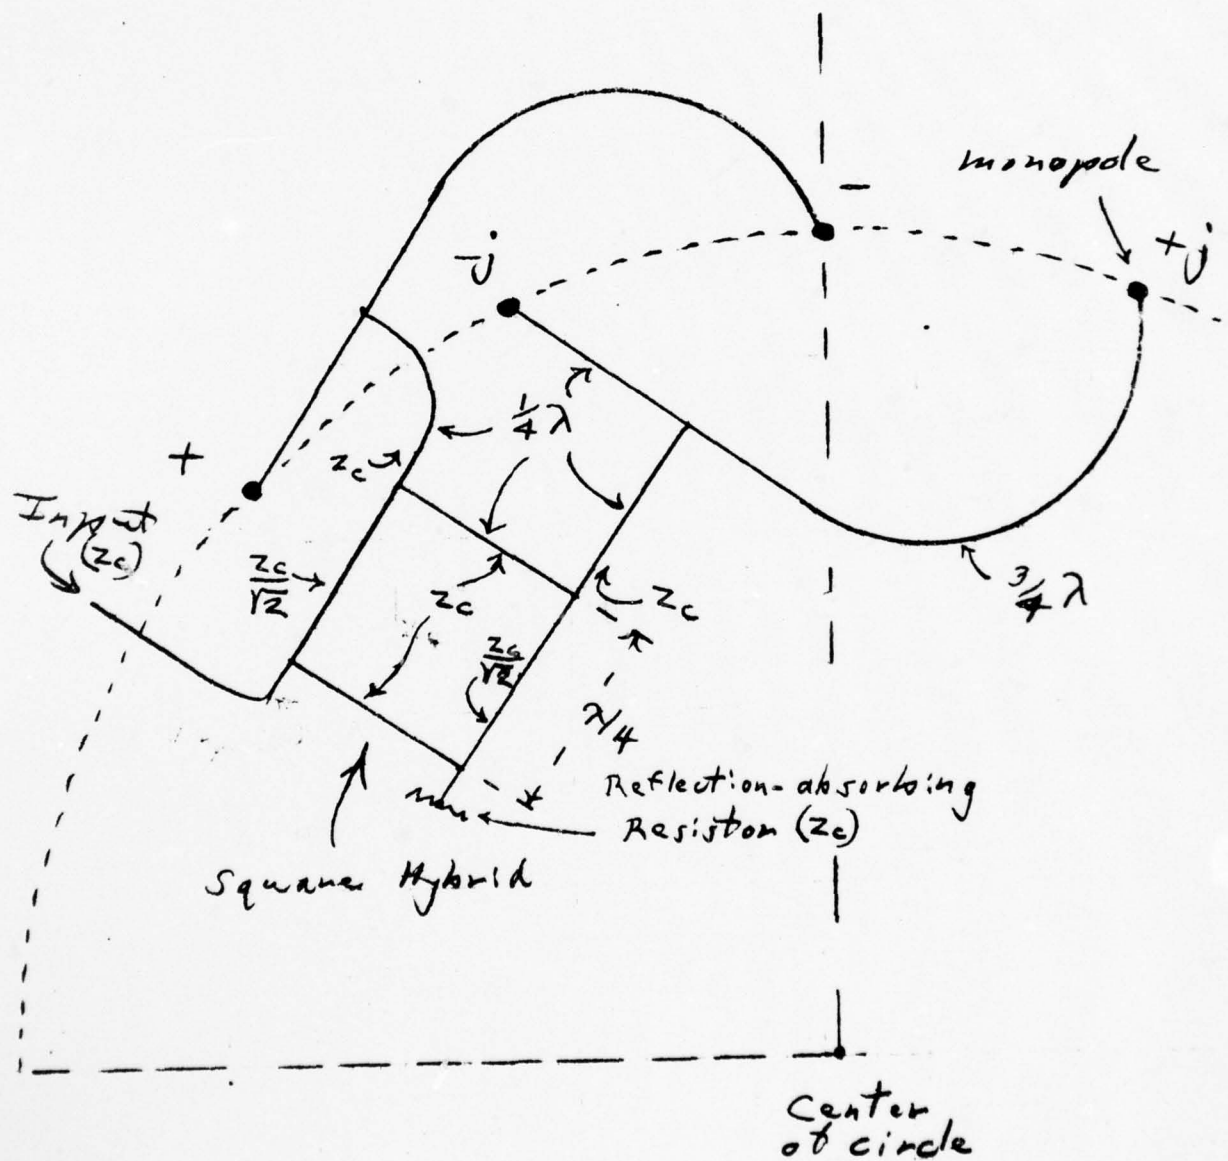 −
monopole
+j
−j
1/4 λ
+
Zc
Input
(Zc)
Zc/√2
Zc
Zc
Zc/√2
3/4 λ
λ/4
Reflection-absorbing
Resistor (Zc)
Square Hybrid
Center
of circle